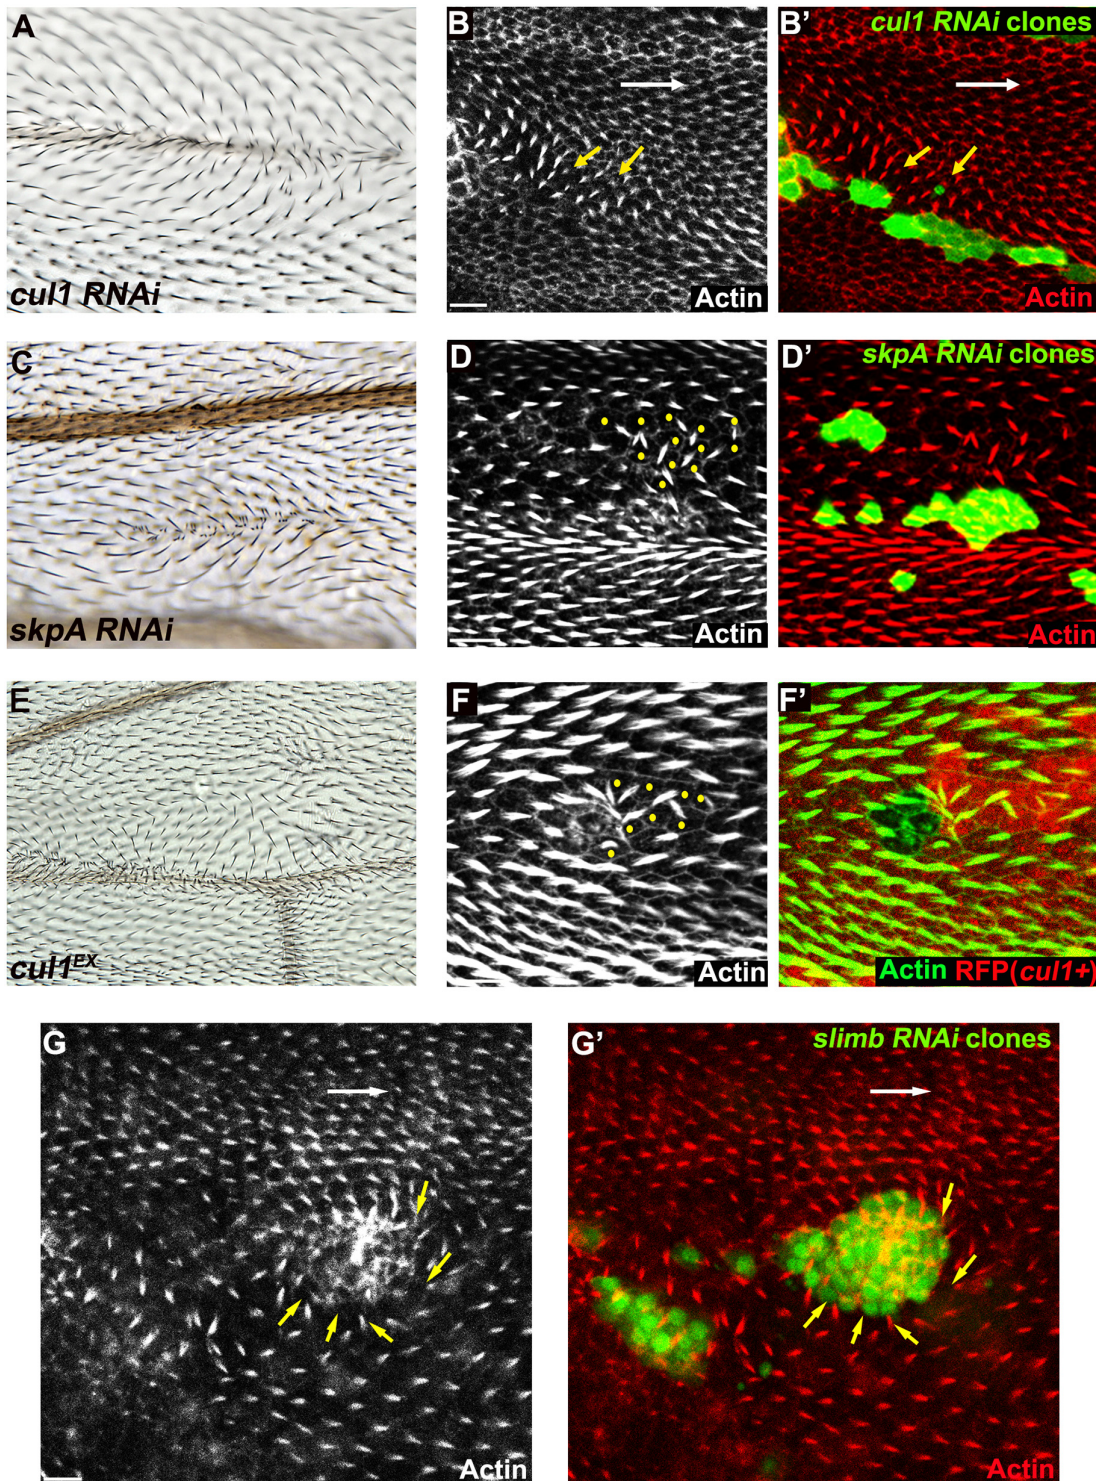 A
cul1 RNAi
B
Actin
B’
cul1 RNAi clones
Actin
C
skpA RNAi
D
Actin
D’
skpA RNAi clones
Actin
E
cul1EX
F
Actin
F’
Actin RFP(cul1+)
G
Actin
G’
slimb RNAi clones
Actin